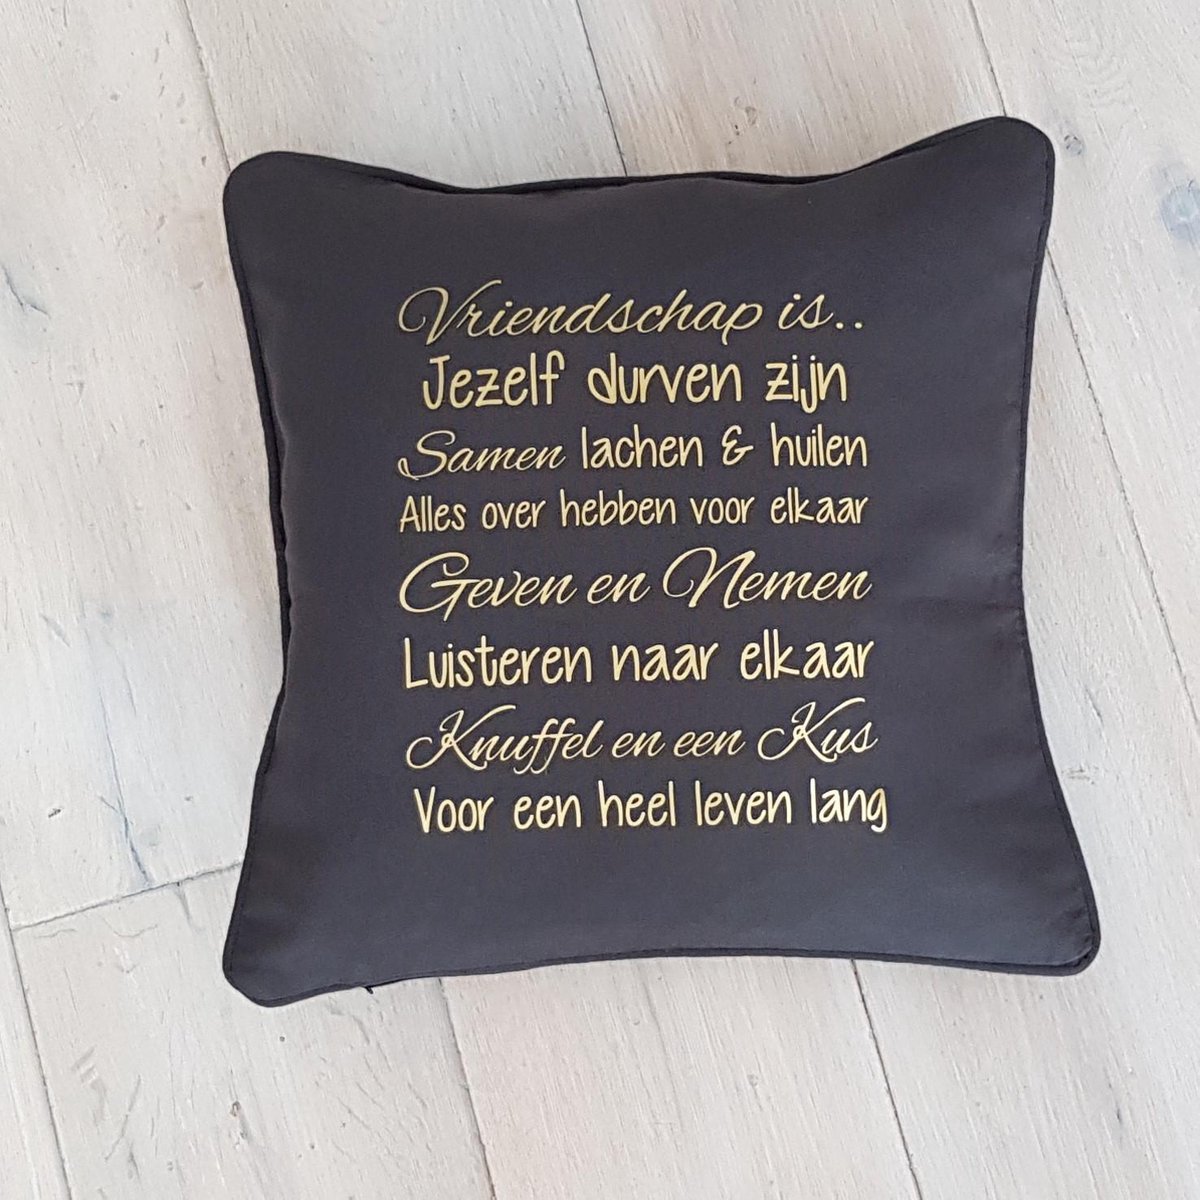 Vriendschap is..
Jezelf durven zijn
Samen lachen & huilen
Alles over hebben voor elkaar
Geven en Nemen
Luisteren naar elkaar
Knuffel en een Kus
Voor een heel leven lang